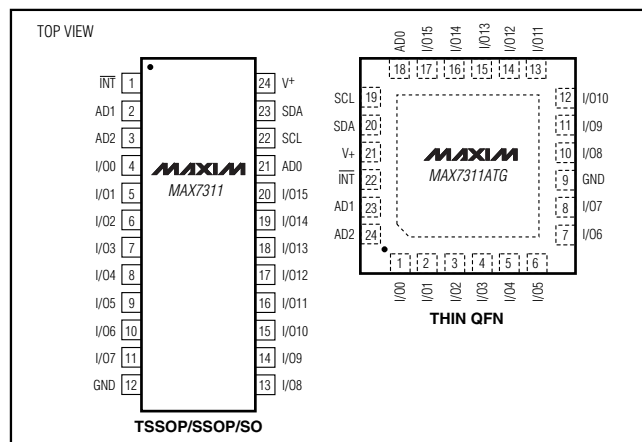 TOP VIEW
INT 1
AD1 2
AD2 3
I/O0 4
I/O1 5
I/O2 6
I/O3 7
I/O4 8
I/O5 9
I/O6 10
I/O7 11
GND 12
24 V+
23 SDA
22 SCL
21 AD0
20 I/O15
19 I/O14
18 I/O13
17 I/O12
16 I/O11
15 I/O10
14 I/O9
13 I/O8
MAXIM
MAX7311
TSSOP/SSOP/SO
AD0 I/O15 I/O14 I/O13 I/O12 I/O11
18 17 16 15 14 13
SCL 19
SDA 20
V+ 21
INT 22
AD1 23
AD2 24
12 I/O10
11 I/O9
10 I/O8
9 GND
8 I/O7
7 I/O6
MAXIM
MAX7311ATG
1 2 3 4 5 6
I/O0 I/O1 I/O2 I/O3 I/O4 I/O5
THIN QFN